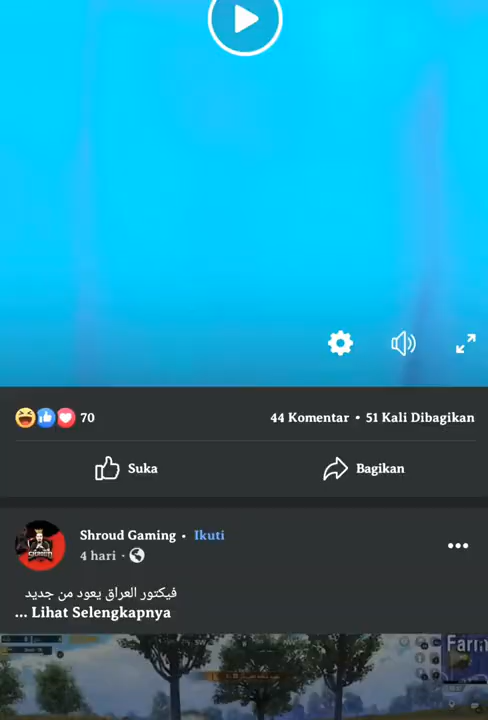 70
44 Komentar • 51 Kali Dibagikan
Suka
Bagikan
Shroud Gaming • Ikuti
4 hari ·
فيكتور العراق يعود من جديد
... Lihat Selengkapnya
Farm